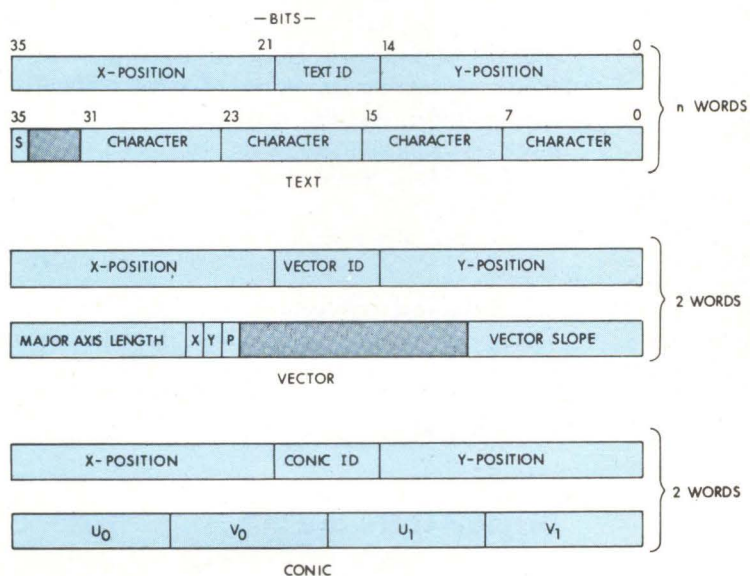 —BITS—
35 21 14 0
X-POSITION TEXT ID Y-POSITION
n WORDS
35 31 23 15 7 0
S CHARACTER CHARACTER CHARACTER CHARACTER
TEXT
X-POSITION VECTOR ID Y-POSITION
2 WORDS
MAJOR AXIS LENGTH X Y P VECTOR SLOPE
VECTOR
X-POSITION CONIC ID Y-POSITION
2 WORDS
U0 V0 U1 V1
CONIC